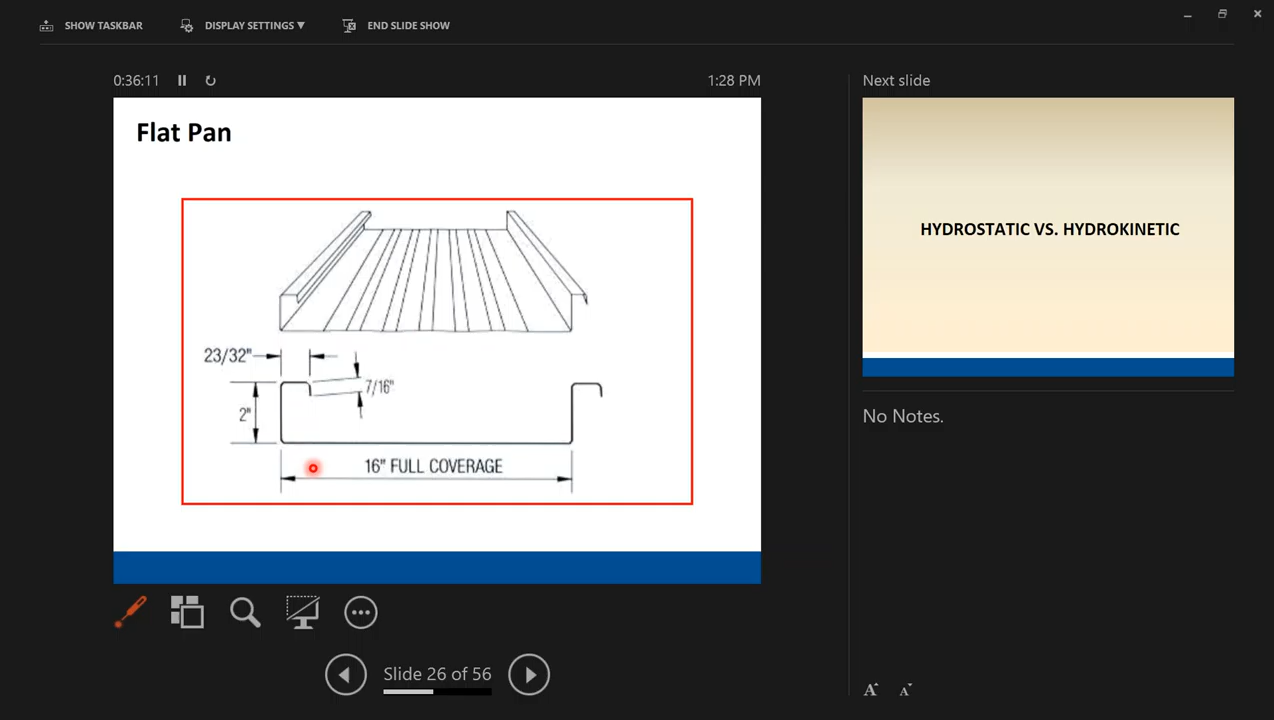 SHOW TASKBAR
DISPLAY SETTINGS ▼
END SLIDE SHOW
0:36:11
1:28 PM
Next slide
Flat Pan
23/32"
7/16"
2"
16" FULL COVERAGE
HYDROSTATIC VS. HYDROKINETIC
No Notes.
Slide 26 of 56
A A